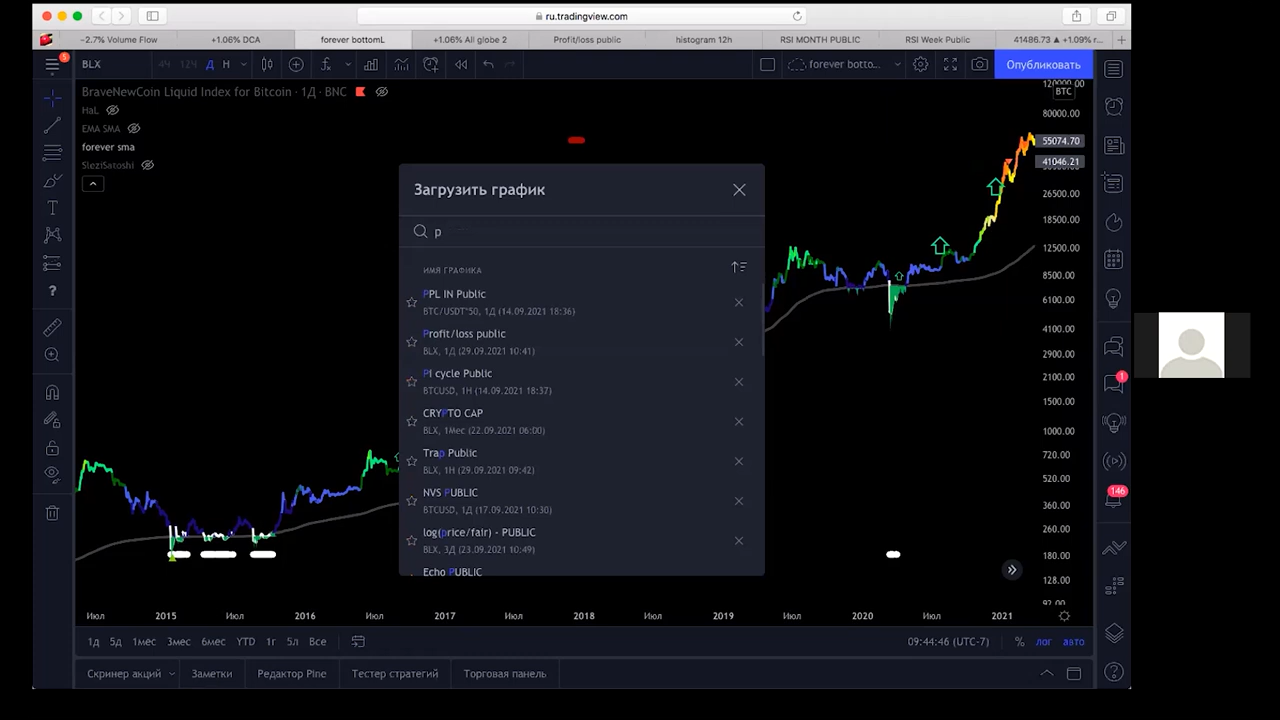 ru.tradingview.com
−2.7% Volume Flow
+1.06% DCA
forever bottomL
+1.06% All globe 2
Profit/loss public
histogram 12h
RSI MONTH PUBLIC
RSI Week Public
41486.73 ▲ +1.09% r...
5
BLX
4Ч
12Ч
Д
Н
forever botto...
Опубликовать
BraveNewCoin Liquid Index for Bitcoin · 1Д · BNC
HaL
EMA SMA
forever sma
SleziSatoshi
Загрузить график
p
ИМЯ ГРАФИКА
PPL IN Public
BTC/USDT*50, 1Д (14.09.2021 18:36)
Profit/loss public
BLX, 1Д (29.09.2021 10:41)
Pi cycle Public
BTCUSD, 1Н (14.09.2021 18:37)
CRYPTO CAP
BLX, 1Мес (22.09.2021 06:00)
Trap Public
BLX, 1Н (29.09.2021 09:42)
NVS PUBLIC
BTCUSD, 1Д (17.09.2021 10:30)
log(price/fair) - PUBLIC
BLX, 3Д (23.09.2021 10:49)
Echo PUBLIC
120000.00
BTC
80000.00
55074.70
41046.21
26500.00
18500.00
12500.00
8500.00
6100.00
4100.00
2900.00
2100.00
1500.00
1000.00
720.00
520.00
360.00
260.00
180.00
128.00
1
146
Июл
2015
Июл
2016
Июл
2017
Июл
2018
Июл
2019
Июл
2020
Июл
2021
1д
5д
1мес
3мес
6мес
YTD
1г
5л
Все
09:44:46 (UTC-7)
%
лог
авто
Скринер акций
Заметки
Редактор Pine
Тестер стратегий
Торговая панель